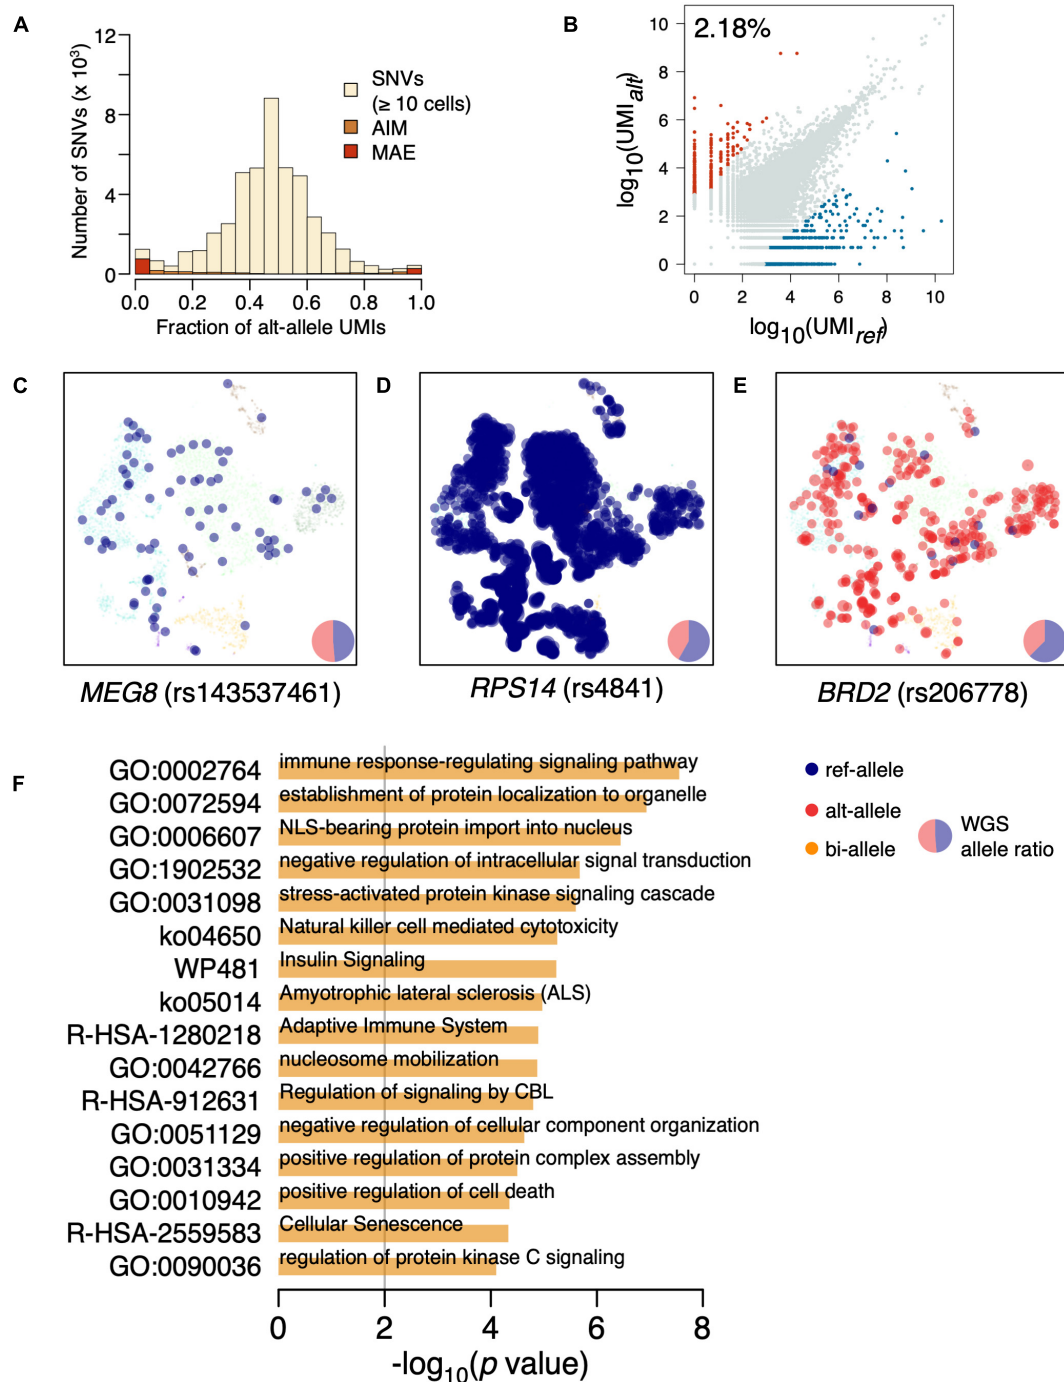 A
12
8
4
0
Number of SNVs (x 10³)
SNVs
(≥ 10 cells)
AIM
MAE
0.0 0.2 0.4 0.6 0.8 1.0
Fraction of alt-allele UMIs
B
2.18%
10
8
6
4
2
0
log10(UMIalt)
0 2 4 6 8 10
log10(UMIref)
C
MEG8 (rs143537461)
D
RPS14 (rs4841)
E
BRD2 (rs206778)
ref-allele
alt-allele
bi-allele
WGS
allele ratio
F
GO:0002764 immune response-regulating signaling pathway
GO:0072594 establishment of protein localization to organelle
GO:0006607 NLS-bearing protein import into nucleus
GO:1902532 negative regulation of intracellular signal transduction
GO:0031098 stress-activated protein kinase signaling cascade
ko04650 Natural killer cell mediated cytotoxicity
WP481 Insulin Signaling
ko05014 Amyotrophic lateral sclerosis (ALS)
R-HSA-1280218 Adaptive Immune System
GO:0042766 nucleosome mobilization
R-HSA-912631 Regulation of signaling by CBL
GO:0051129 negative regulation of cellular component organization
GO:0031334 positive regulation of protein complex assembly
GO:0010942 positive regulation of cell death
R-HSA-2559583 Cellular Senescence
GO:0090036 regulation of protein kinase C signaling
0 2 4 6 8
-log10(p value)